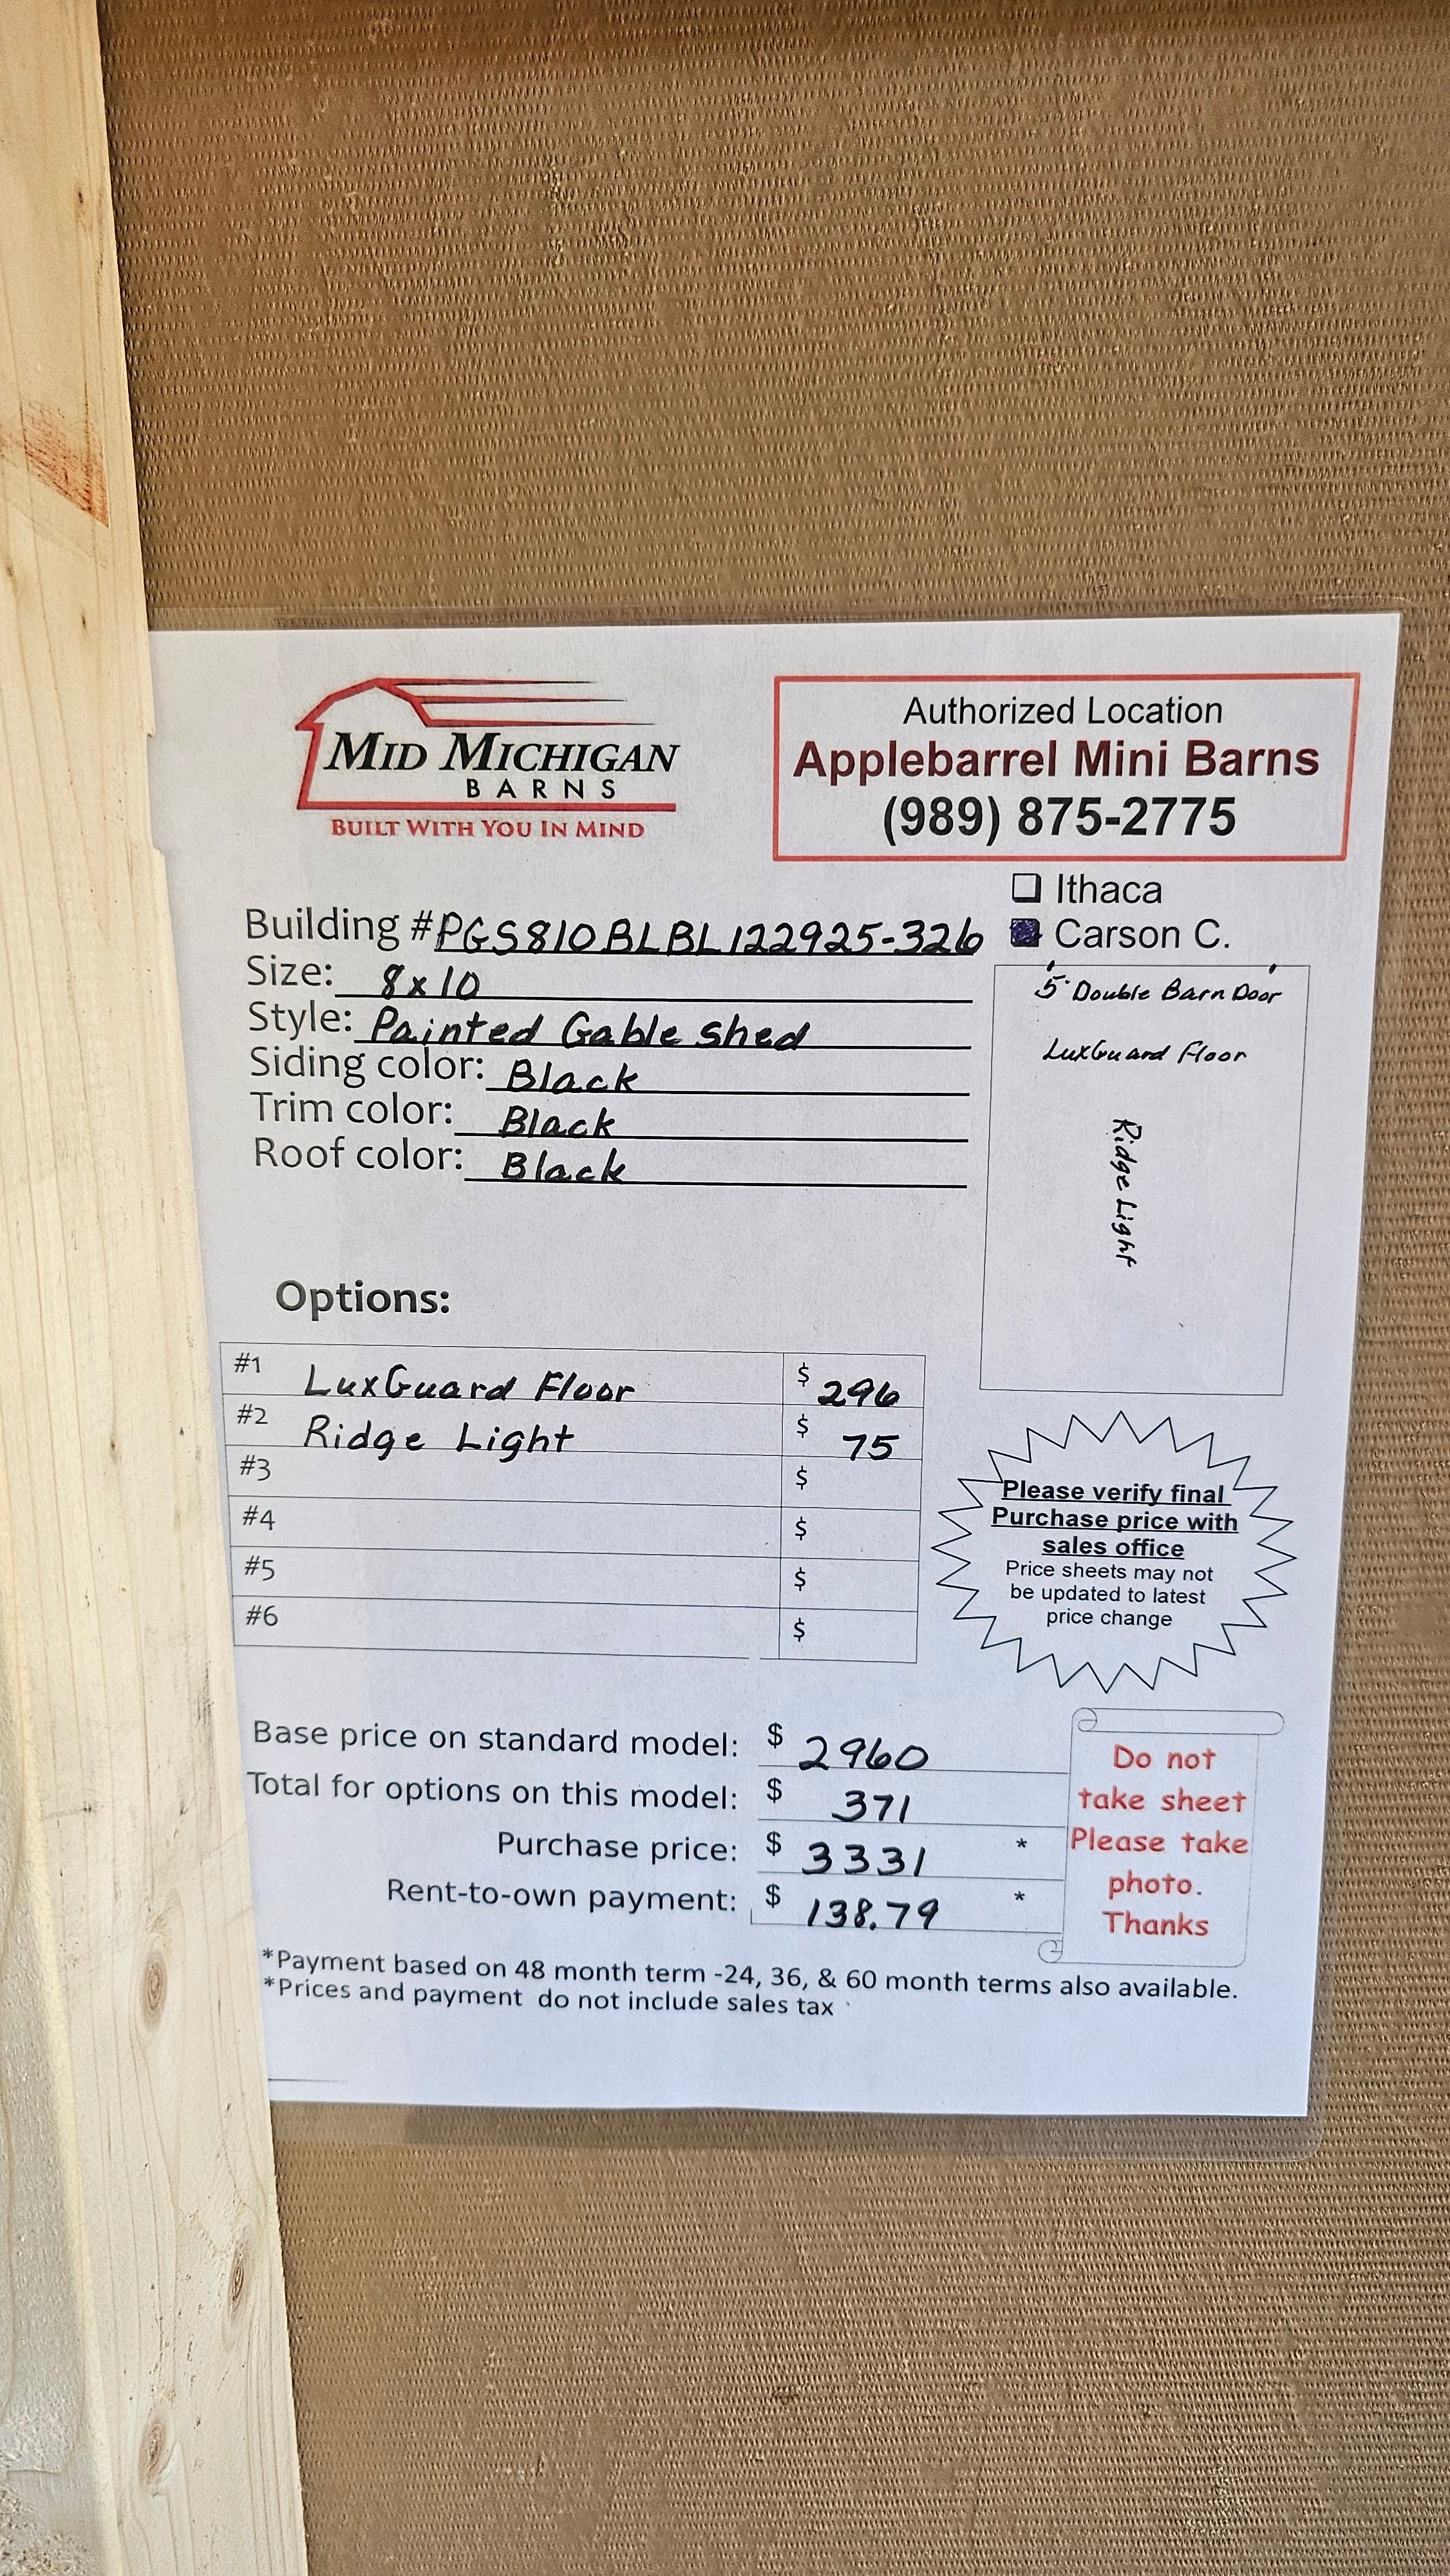 MID MICHIGAN
BARNS
BUILT WITH YOU IN MIND
Authorized Location
Applebarrel Mini Barns
(989) 875-2775
❏ Ithaca
Carson C.
Building #PGS810BLBL122925-326
Size: 8x10
Style: Painted Gable Shed
Siding color: Black
Trim color: Black
Roof color: Black
5' Double Barn Door
LuxGuard Floor
Ridge Light
Options:
#1 LuxGuard Floor $ 296
#2 Ridge Light $ 75
#3 $
#4 $
#5 $
#6 $
Please verify final
Purchase price with
sales office
Price sheets may not
be updated to latest
price change
Base price on standard model: $ 2960
Total for options on this model: $ 371
Purchase price: $ 3331 *
Rent-to-own payment: $ 138.79 *
Do not
take sheet
Please take
photo.
Thanks
*Payment based on 48 month term -24, 36, & 60 month terms also available.
*Prices and payment do not include sales tax